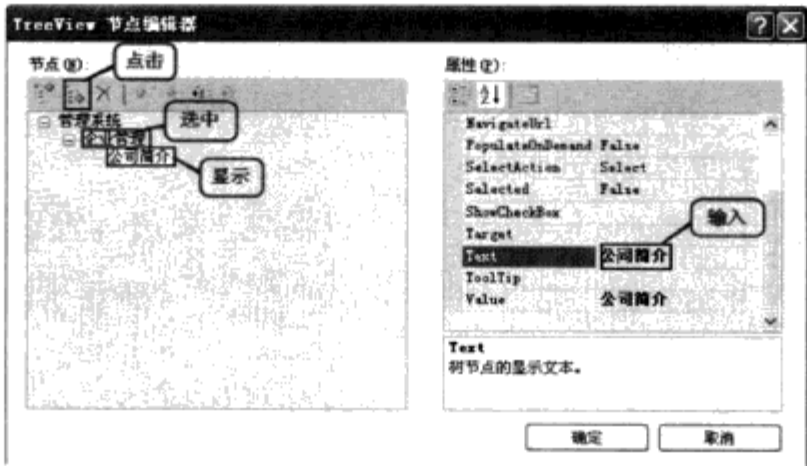 TreeView 节点编辑器
节点(N):
点击
管理系统
选中
公司管理
公司简介
显示
属性(P):
NavigateUrl
PopulateOnDemand False
SelectAction Select
Selected False
ShowCheckBox
输入
Target
Text 公司简介
ToolTip
Value 公司简介
Text
树节点的显示文本。
确定
取消